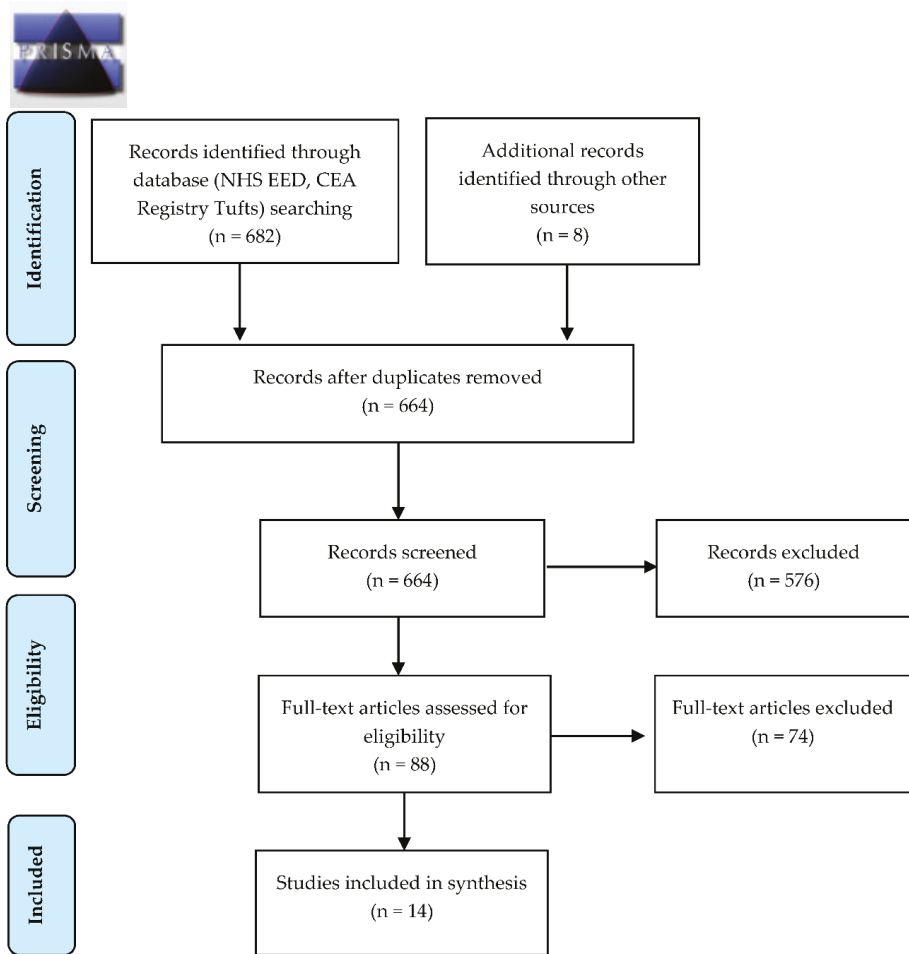 PRISMA
Identification
Records identified through
database (NHS EED, CEA
Registry Tufts) searching
(n = 682)
Additional records
identified through other
sources
(n = 8)
Records after duplicates removed
(n = 664)
Screening
Records screened
(n = 664)
Records excluded
(n = 576)
Eligibility
Full-text articles assessed for
eligibility
(n = 88)
Full-text articles excluded
(n = 74)
Included
Studies included in synthesis
(n = 14)